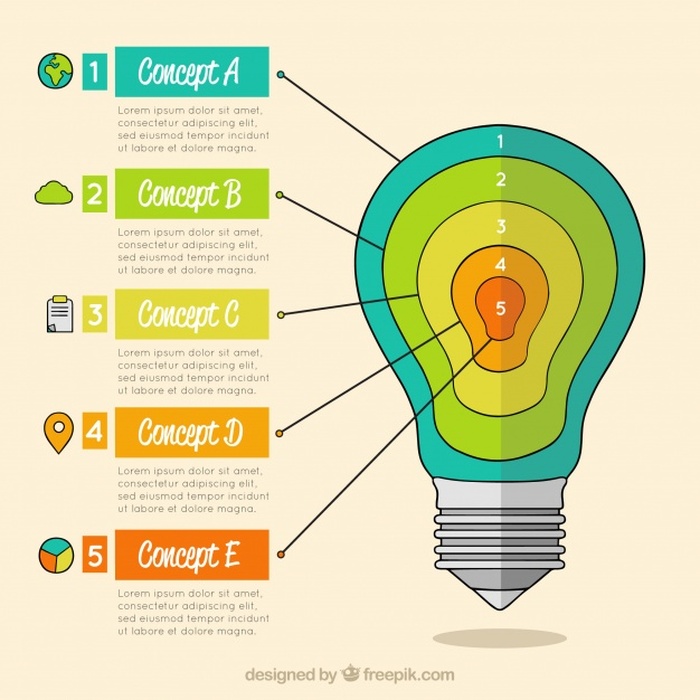 1 Concept A
Lorem ipsum dolor sit amet,
consectetur adipiscing elit,
sed eiusmod tempor incidunt
ut labore et dolore magna.
2 Concept B
Lorem ipsum dolor sit amet,
consectetur adipiscing elit,
sed eiusmod tempor incidunt
ut labore et dolore magna.
3 Concept C
Lorem ipsum dolor sit amet,
consectetur adipiscing elit,
sed eiusmod tempor incidunt
ut labore et dolore magna.
4 Concept D
Lorem ipsum dolor sit amet,
consectetur adipiscing elit,
sed eiusmod tempor incidunt
ut labore et dolore magna.
5 Concept E
Lorem ipsum dolor sit amet,
consectetur adipiscing elit,
sed eiusmod tempor incidunt
ut labore et dolore magna.
1
2
3
4
5
designed by freepik.com